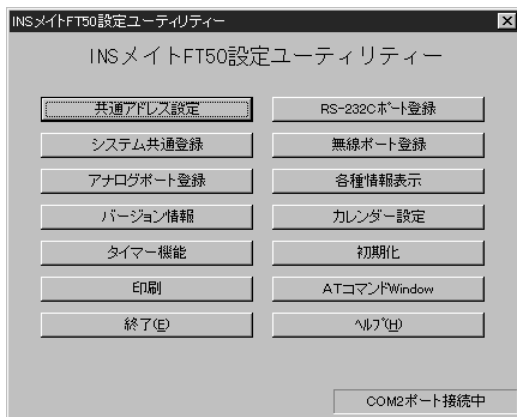 INSメイトFT50設定ユーティリティー
INSメイトFT50設定ユーティリティー
共通アドレス設定
RS-232Cﾎﾟｰﾄ登録
システム共通登録
無線ポート登録
アナログポート登録
各種情報表示
バージョン情報
カレンダー設定
タイマー機能
初期化
印刷
ATコマンドWindow
終了(E)
ﾍﾙﾌﾟ(H)
COM2ポート接続中